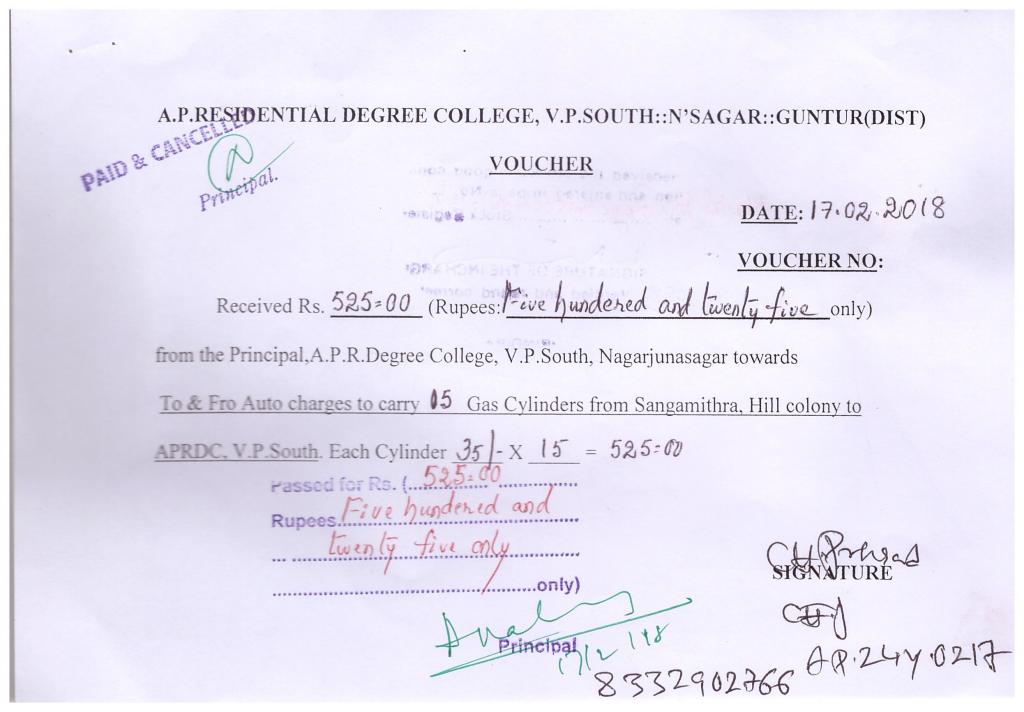 A.P.RESIDENTIAL DEGREE COLLEGE, V.P.SOUTH::N'SAGAR::GUNTUR(DIST)
PAID & CANCELLED
Principal.
VOUCHER
DATE: 17.02.2018
VOUCHER NO:
Received Rs. 525=00 (Rupees: Five hundered and twenty five only)
from the Principal,A.P.R.Degree College, V.P.South, Nagarjunasagar towards
To & Fro Auto charges to carry 15 Gas Cylinders from Sangamithra, Hill colony to
APRDC, V.P.South. Each Cylinder 35/- X 15 = 525=00
Passed for Rs. (...525=00...
Rupees Five hundered and
twenty five only
only)
SIGNATURE
Principal
17/2/18
AP.24Y.0217
8332902766